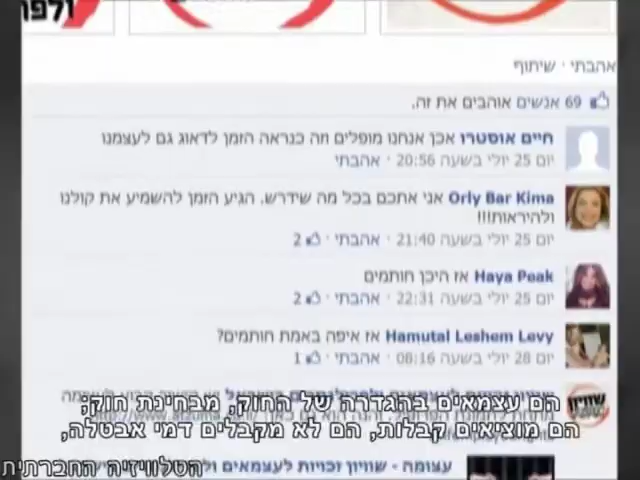 ולפר
אהבתי · שיתוף
69 אנשים אוהבים את זה.
חיים אוסטרו אכן אנחנו מופלים וזה כנראה הזמן לדאוג גם לעצמנו
יום 25 יולי בשעה 20:56 · אהבתי
Orly Bar Kima אני אתכם בכל מה שידרש. הגיע הזמן להשמיע את קולנו
ולהיראות!!!
יום 25 יולי בשעה 21:40 · אהבתי · 2
Haya Peak אז היכן חותמים
יום 25 יולי בשעה 22:31 · אהבתי · 2
Hamutal Leshem Levy אז איפה באמת חותמים?
יום 28 יולי בשעה 08:16 · אהבתי · 1
הם עצמאים בהגדרה של החוק, מבחינת חוק;
הם מוציאים קבלות, הם לא מקבלים דמי אבטלה,
עצומה - שוויון זכויות לעצמאים
הטלוויזיה החברתית